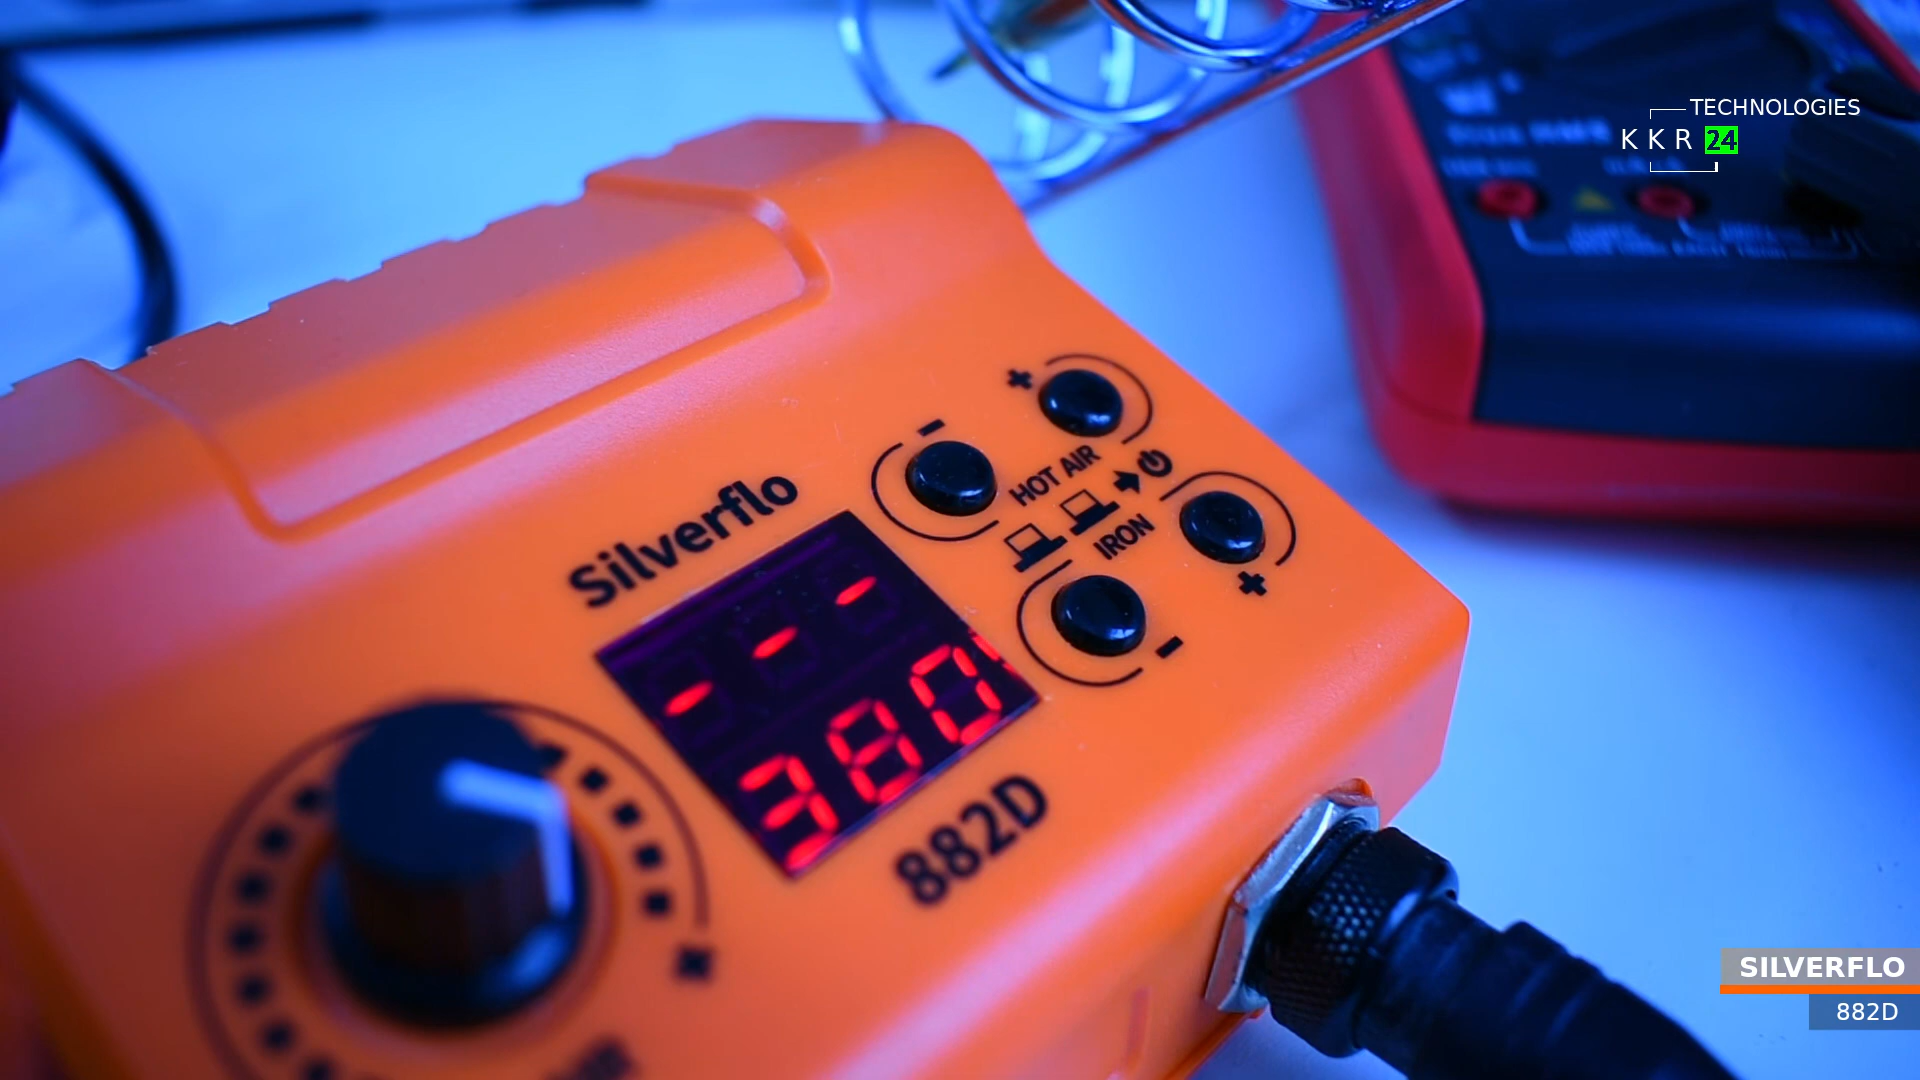 TECHNOLOGIES
KKR 24
Silverflo
HOT AIR
IRON
- - -
380
882D
SILVERFLO
882D